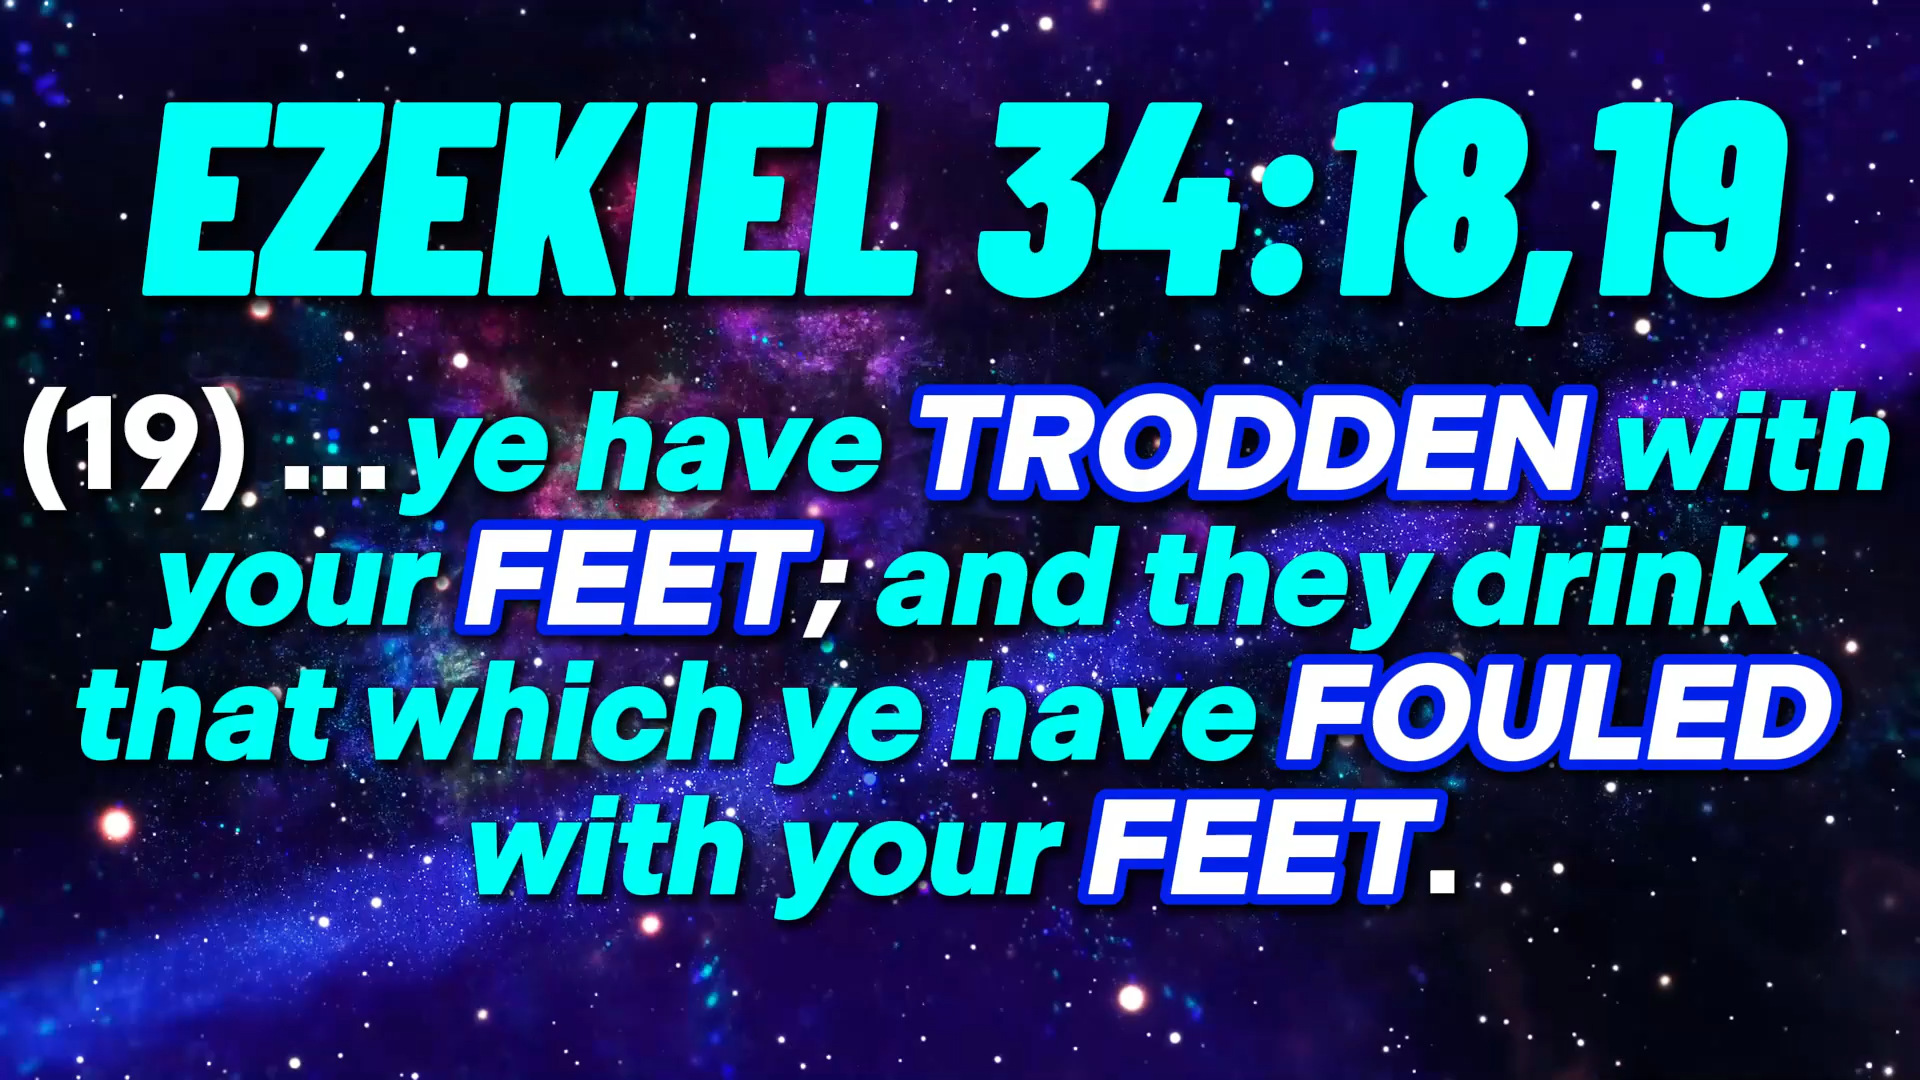 EZEKIEL 34:18,19
(19) ...ye have TRODDEN with
your FEET; and they drink
that which ye have FOULED
with your FEET.